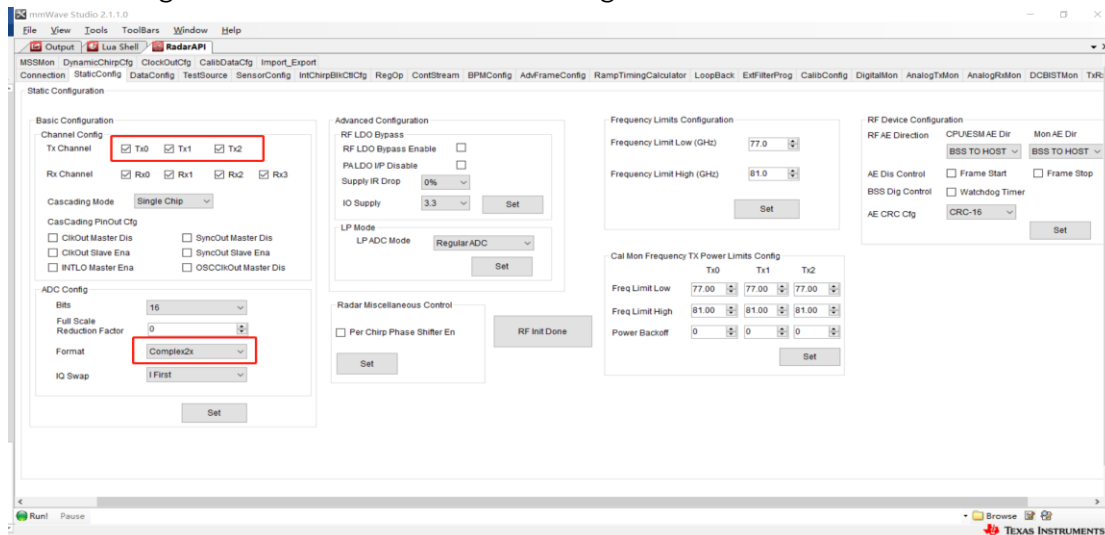 mmWave Studio 2.1.1.0
File View Tools ToolBars Window Help
Output Lua Shell RadarAPI
MSSMon DynamicChirpCfg ClockOutCfg CalibDataCfg Import_Export
Connection StaticConfig DataConfig TestSource SensorConfig IntChirpBlkCtlCfg RegOp ContStream BPMConfig AdvFrameConfig RampTimingCalculator LoopBack ExtFilterProg CalibConfig DigitalMon AnalogTxMon AnalogRxMon DCBISTMon
Static Configuration
Basic Configuration
Channel Config
Tx Channel Tx0 Tx1 Tx2
Rx Channel Rx0 Rx1 Rx2 Rx3
Cascading Mode Single Chip
CasCading PinOut Cfg
ClkOut Master Dis SyncOut Master Dis
ClkOut Slave Ena SyncOut Slave Ena
INTLO Master Ena OSCClkOut Master Dis
ADC Config
Bits 16
Full Scale
Reduction Factor 0
Format Complex2x
IQ Swap I First
Set
Advanced Configuration
RF LDO Bypass
RF LDO Bypass Enable
PALDO I/P Disable
Supply IR Drop 0%
IO Supply 3.3 Set
LP Mode
LP ADC Mode Regular ADC
Set
Radar Miscellaneous Control
Per Chirp Phase Shifter En
Set
RF Init Done
Frequency Limits Configuration
Frequency Limit Low (GHz) 77.0
Frequency Limit High (GHz) 81.0
Set
Cal Mon Frequency TX Power Limits Config
Tx0 Tx1 Tx2
Freq Limit Low 77.00 77.00 77.00
Freq Limit High 81.00 81.00 81.00
Power Backoff 0 0 0
Set
RF Device Configuration
RF AE Direction CPU/ESM AE Dir Mon AE Dir
BSS TO HOST BSS TO HOST
AE Dis Control Frame Start Frame Stop
BSS Dig Control Watchdog Timer
AE CRC Cfg CRC-16
Set
Run! Pause
Browse
TEXAS INSTRUMENTS